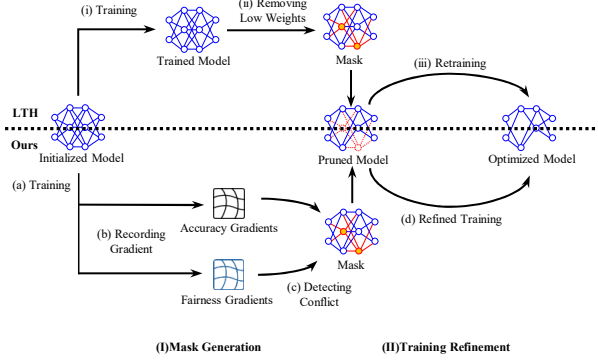 (i) Training
(ii) Removing
Low Weights
Trained Model
Mask
(iii) Retraining
LTH
Ours
Initialized Model
Pruned Model
Optimized Model
(a) Training
(b) Recording
Gradient
Accuracy Gradients
(d) Refined Training
Mask
Fairness Gradients
(c) Detecting
Conflict
(I)Mask Generation
(II)Training Refinement